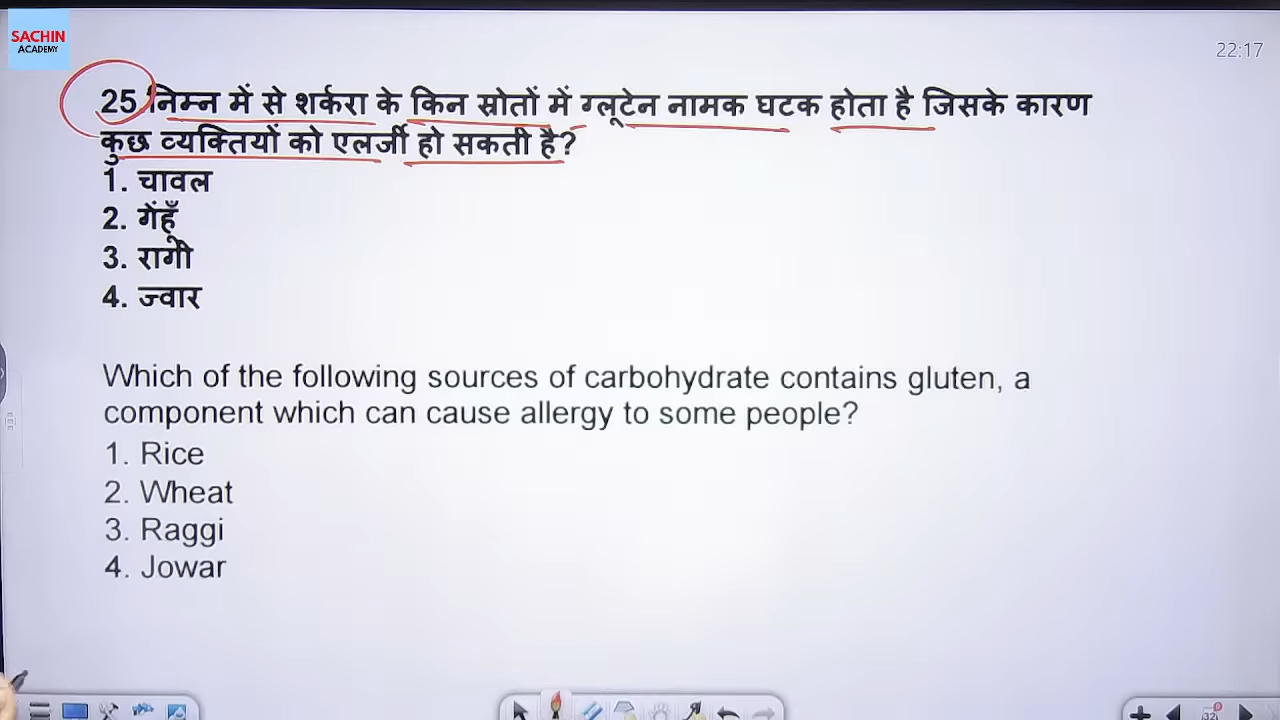 SACHIN
ACADEMY
22:17
25 निम्न में से शर्करा के किन स्रोतों में ग्लूटेन नामक घटक होता है जिसके कारण
कुछ व्यक्तियों को एलर्जी हो सकती है?
1. चावल
2. गेंहूँ
3. रागी
4. ज्वार
Which of the following sources of carbohydrate contains gluten, a
component which can cause allergy to some people?
1. Rice
2. Wheat
3. Raggi
4. Jowar
32